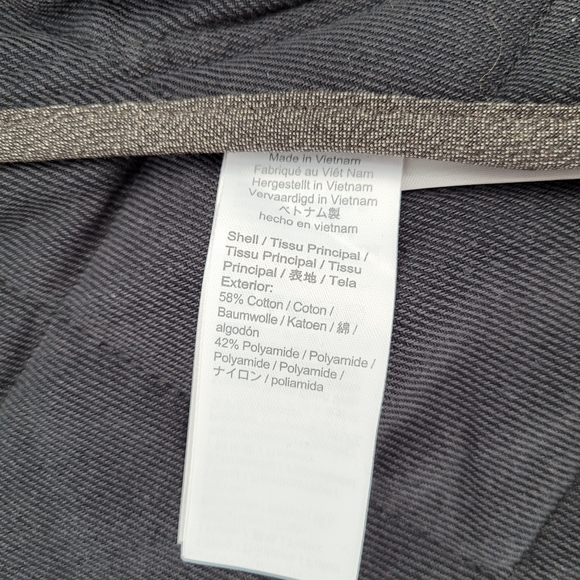 Made in Vietnam
Fabriqué au Viêt Nam
Hergestellt in Vietnam
Vervaardigd in Vietnam
ベトナム製
hecho en vietnam
Shell / Tissu Principal /
Tissu Principal / Tissu
Principal / 表地 / Tela
Exterior:
58% Cotton / Coton /
Baumwolle / Katoen / 綿 /
algodón
42% Polyamide / Polyamide /
Polyamide / Polyamide /
ナイロン / poliamida